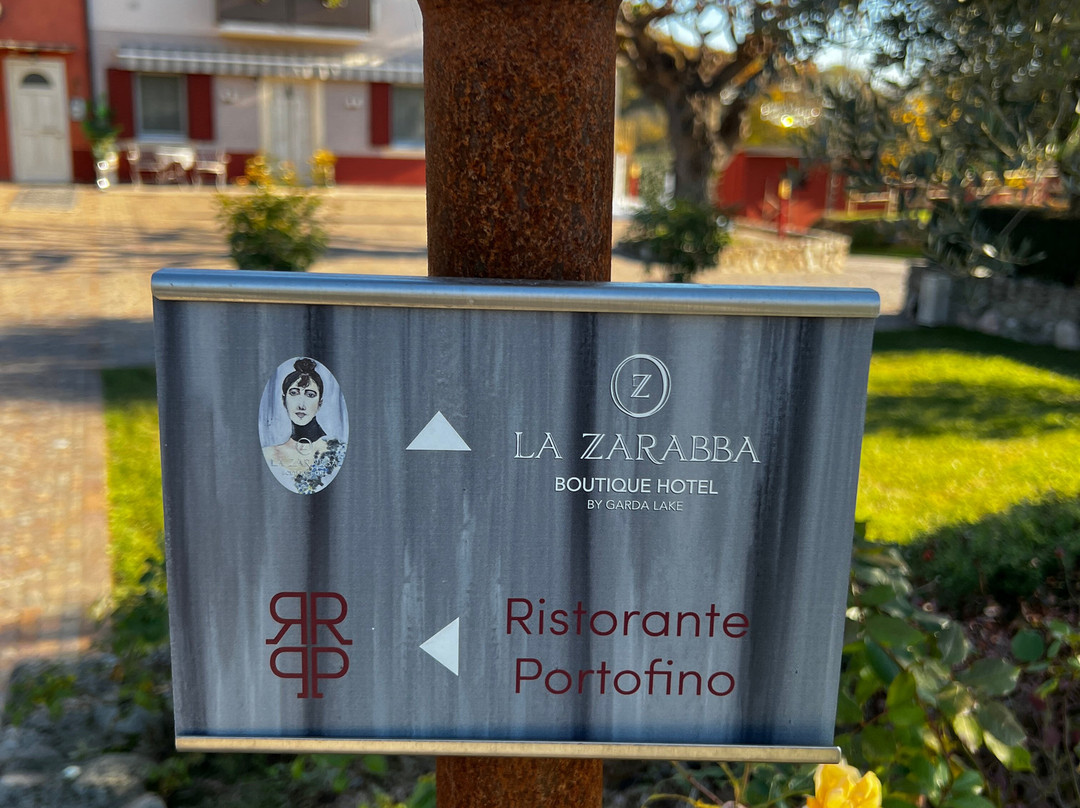 Z
LA ZARABBA
BOUTIQUE HOTEL
BY GARDA LAKE
RR
PP
Ristorante
Portofino